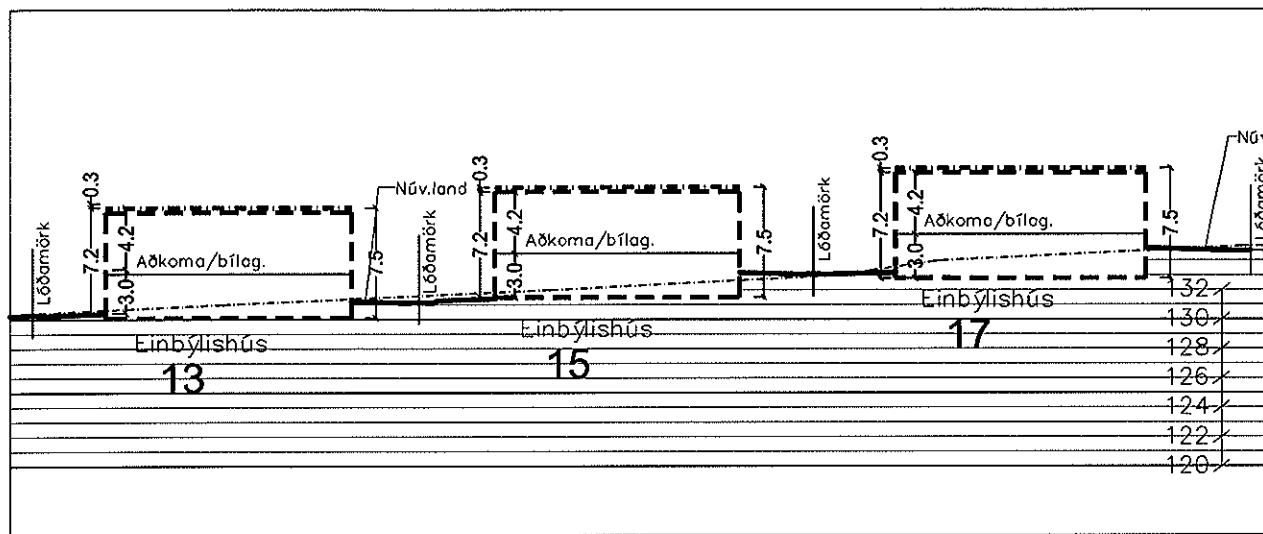 Lóðamörk
7.2
0.3
4.2
3.0
Aðkoma/bílag.
7.5
Núv.land
Einbýlishús
13
Lóðamörk
7.2
0.3
4.2
3.0
Aðkoma/bílag.
7.5
Einbýlishús
15
Lóðamörk
7.2
0.3
4.2
3.0
Aðkoma/bílag.
7.5
Einbýlishús
17
Núv
Lóðamörk
132
130
128
126
124
122
120